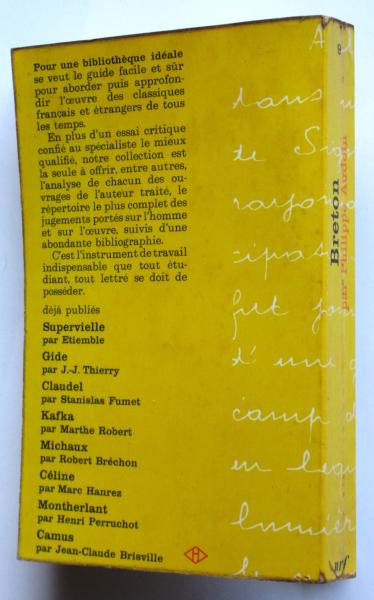 Pour une bibliothèque idéale
se veut le guide facile et sûr
pour aborder puis approfon-
dir l'œuvre des classiques
français et étrangers de tous
les temps.
En plus d'un essai critique
confié au spécialiste le mieux
qualifié, notre collection est
la seule à offrir, entre autres,
l'analyse de chacun des ou-
vrages de l'auteur traité, le
répertoire le plus complet des
jugements portés sur l'homme
et sur l'œuvre, suivis d'une
abondante bibliographie.
C'est l'instrument de travail
indispensable que tout étu-
diant, tout lettré se doit de
posséder.
déjà publiés
Supervielle
par Etiemble
Gide
par J.-J. Thierry
Claudel
par Stanislas Fumet
Kafka
par Marthe Robert
Michaux
par Robert Bréchon
Céline
par Marc Hanrez
Montherlant
par Henri Perruchot
Camus
par Jean-Claude Brisville
H
dans
te
camp d
en
lumière
9
Breton
par Philippe Audoin
nrf